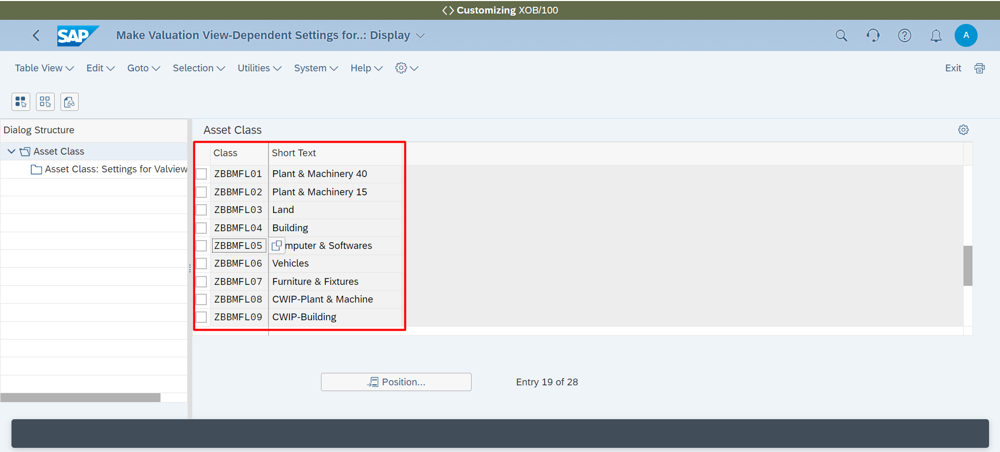 Customizing XOB/100
SAP Make Valuation View-Dependent Settings for..: Display A
Table View Edit Goto Selection Utilities System Help Exit
Dialog Structure
Asset Class
Asset Class: Settings for Valview
Asset Class
Class Short Text
ZBBMFL01 Plant & Machinery 40
ZBBMFL02 Plant & Machinery 15
ZBBMFL03 Land
ZBBMFL04 Building
ZBBMFL05 mputer & Softwares
ZBBMFL06 Vehicles
ZBBMFL07 Furniture & Fixtures
ZBBMFL08 CWIP-Plant & Machine
ZBBMFL09 CWIP-Building
Position... Entry 19 of 28